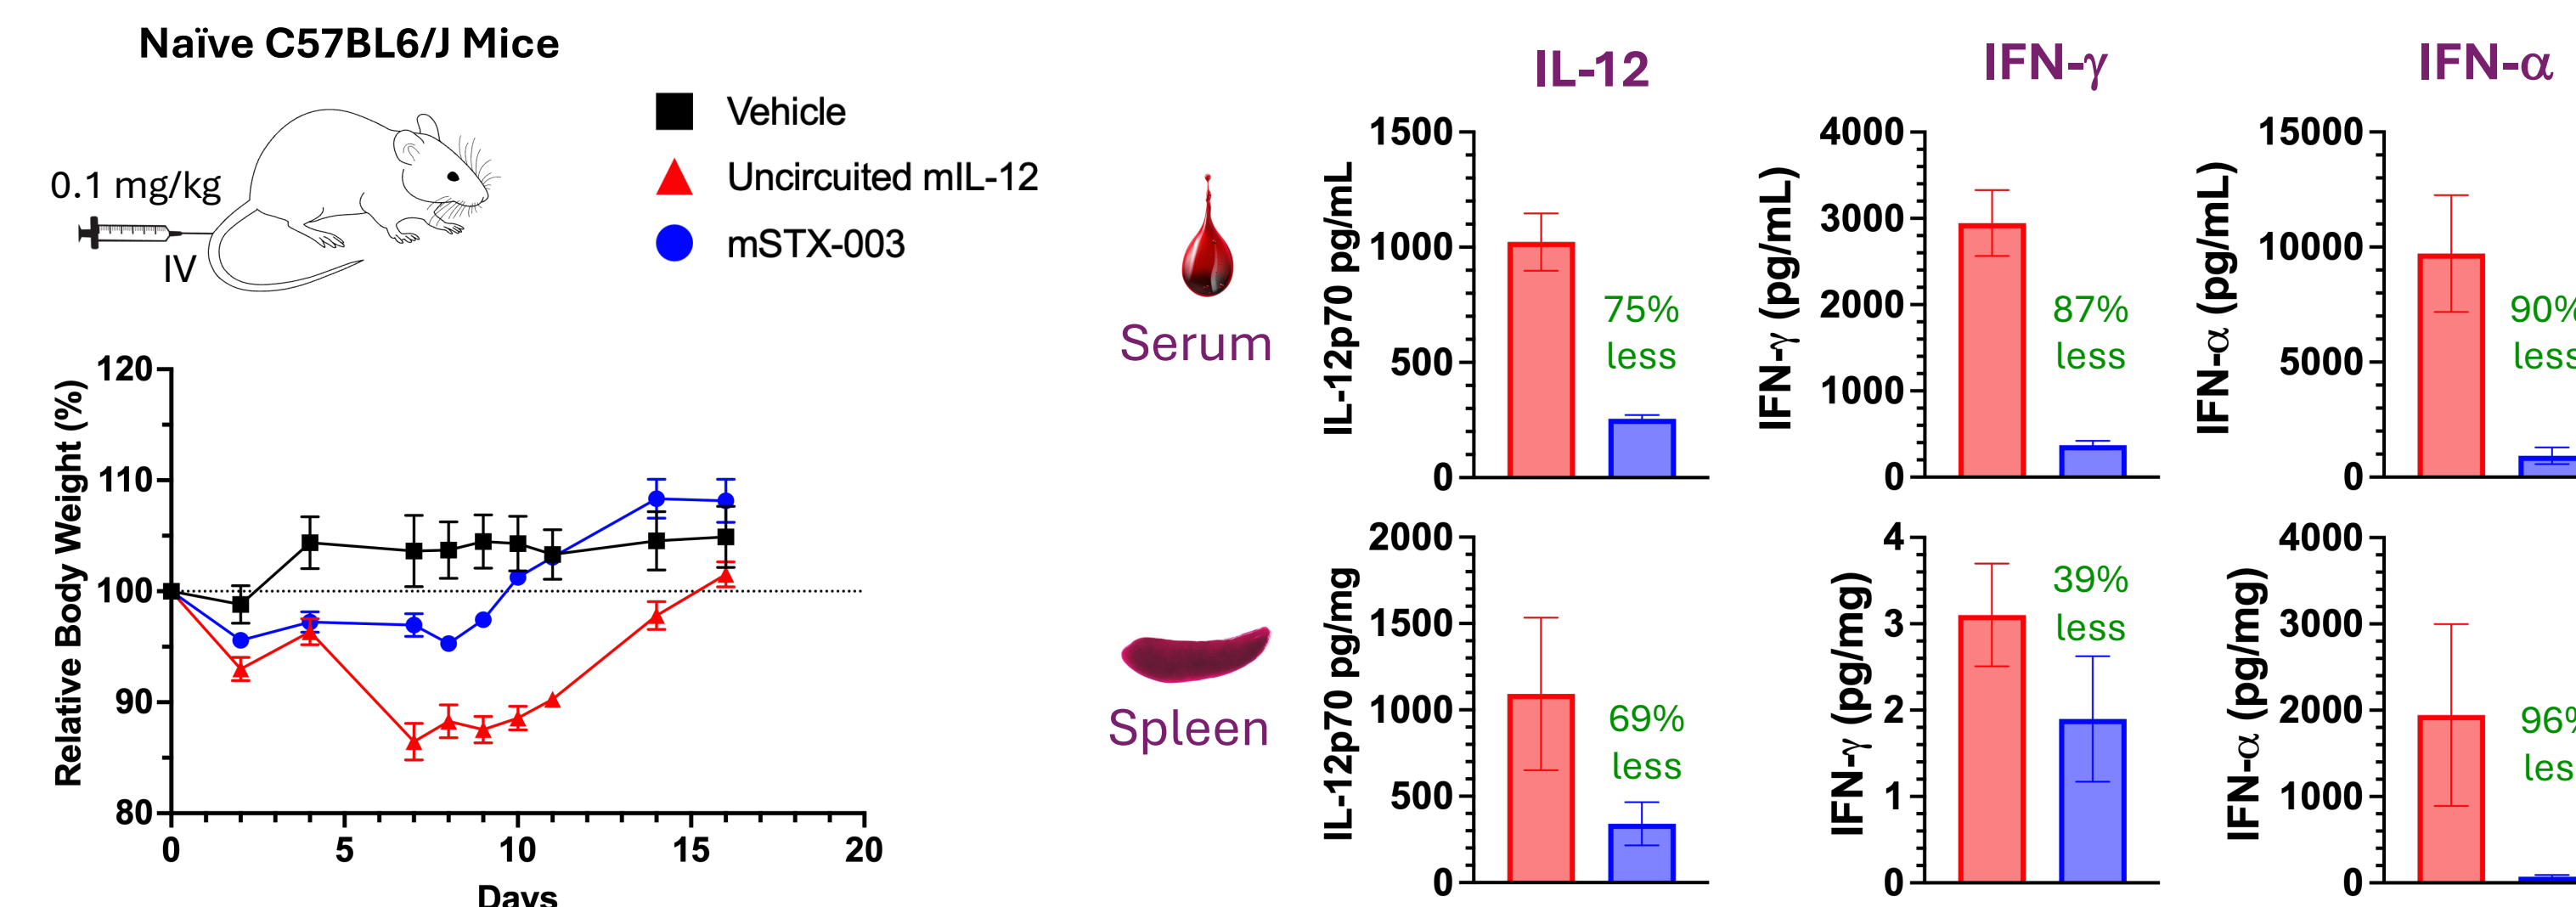 Naïve C57BL6/J Mice
0.1 mg/kg
IV
Vehicle
Uncircuited mIL-12
mSTX-003
Relative Body Weight (%)
120
110
100
90
80
0 5 10 15 20
Days
Serum
Spleen
IL-12
IL-12p70 pg/mL
1500
1000
500
0
75%
less
IFN-γ
IFN-γ (pg/mL)
4000
3000
2000
1000
0
87%
less
IFN-α
IFN-α (pg/mL)
15000
10000
5000
0
90%
less
IL-12p70 pg/mg
2000
1500
1000
500
0
69%
less
IFN-γ (pg/mg)
4
3
2
1
0
39%
less
IFN-α (pg/mg)
4000
3000
2000
1000
0
96%
les